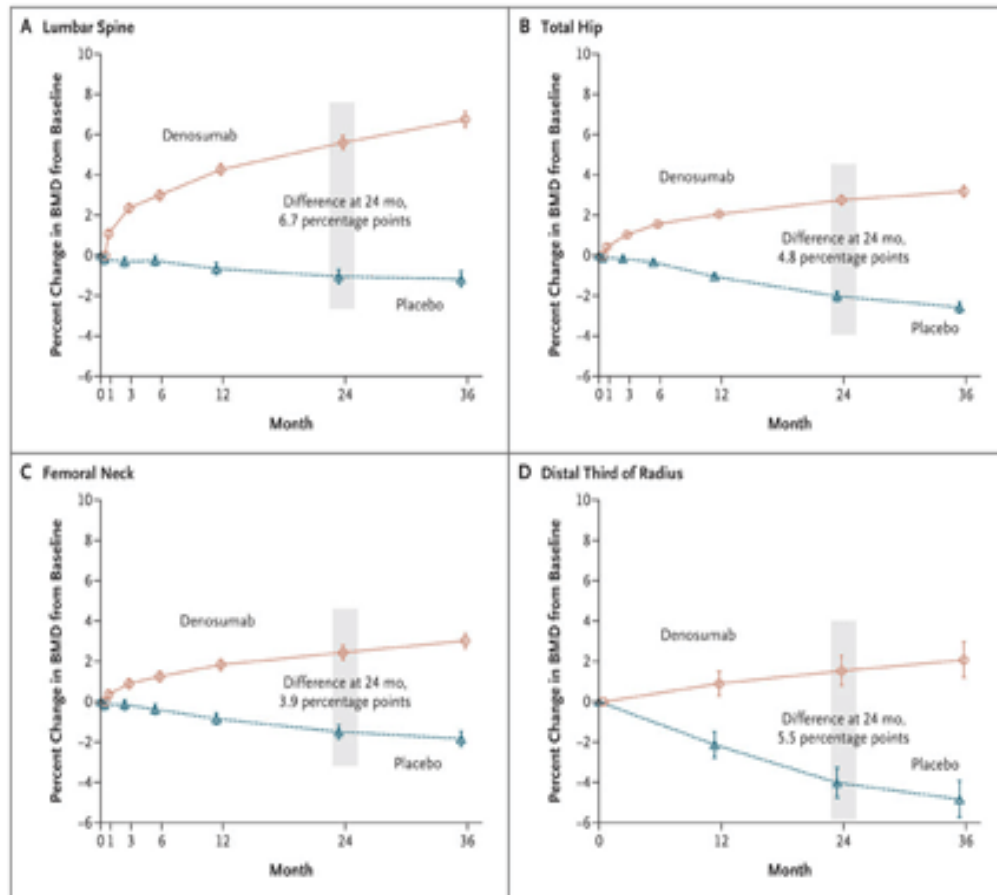 A Lumbar Spine
Percent Change in BMD from Baseline
10
8
6
4
2
0
−2
−4
−6
Denosumab
Difference at 24 mo,
6.7 percentage points
Placebo
0 1 3 6 12 24 36
Month
B Total Hip
Percent Change in BMD from Baseline
10
8
6
4
2
0
−2
−4
−6
Denosumab
Difference at 24 mo,
4.8 percentage points
Placebo
0 1 3 6 12 24 36
Month
C Femoral Neck
Percent Change in BMD from Baseline
10
8
6
4
2
0
−2
−4
−6
Denosumab
Difference at 24 mo,
3.9 percentage points
Placebo
0 1 3 6 12 24 36
Month
D Distal Third of Radius
Percent Change in BMD from Baseline
10
8
6
4
2
0
−2
−4
−6
Denosumab
Difference at 24 mo,
5.5 percentage points
Placebo
0 12 24 36
Month